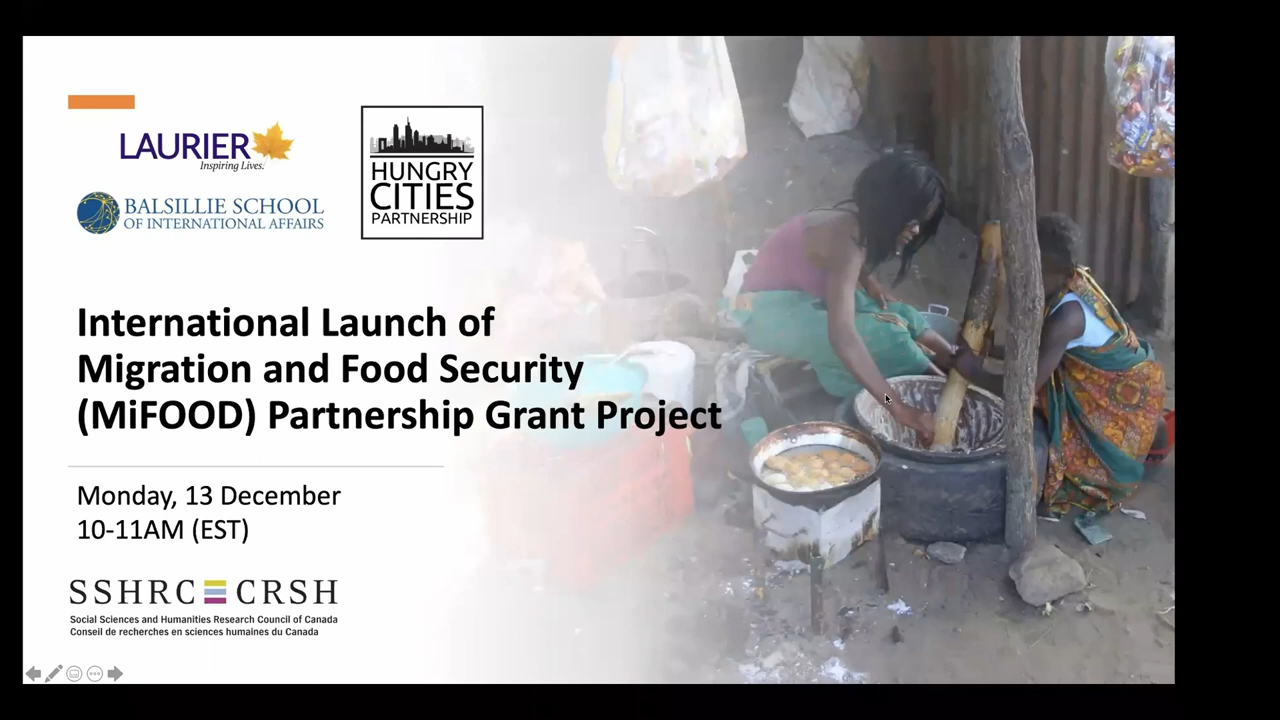 LAURIER
Inspiring Lives.
BALSILLIE SCHOOL
OF INTERNATIONAL AFFAIRS
HUNGRY
CITIES
PARTNERSHIP
International Launch of
Migration and Food Security
(MiFOOD) Partnership Grant Project
Monday, 13 December
10-11AM (EST)
SSHRC CRSH
Social Sciences and Humanities Research Council of Canada
Conseil de recherches en sciences humaines du Canada